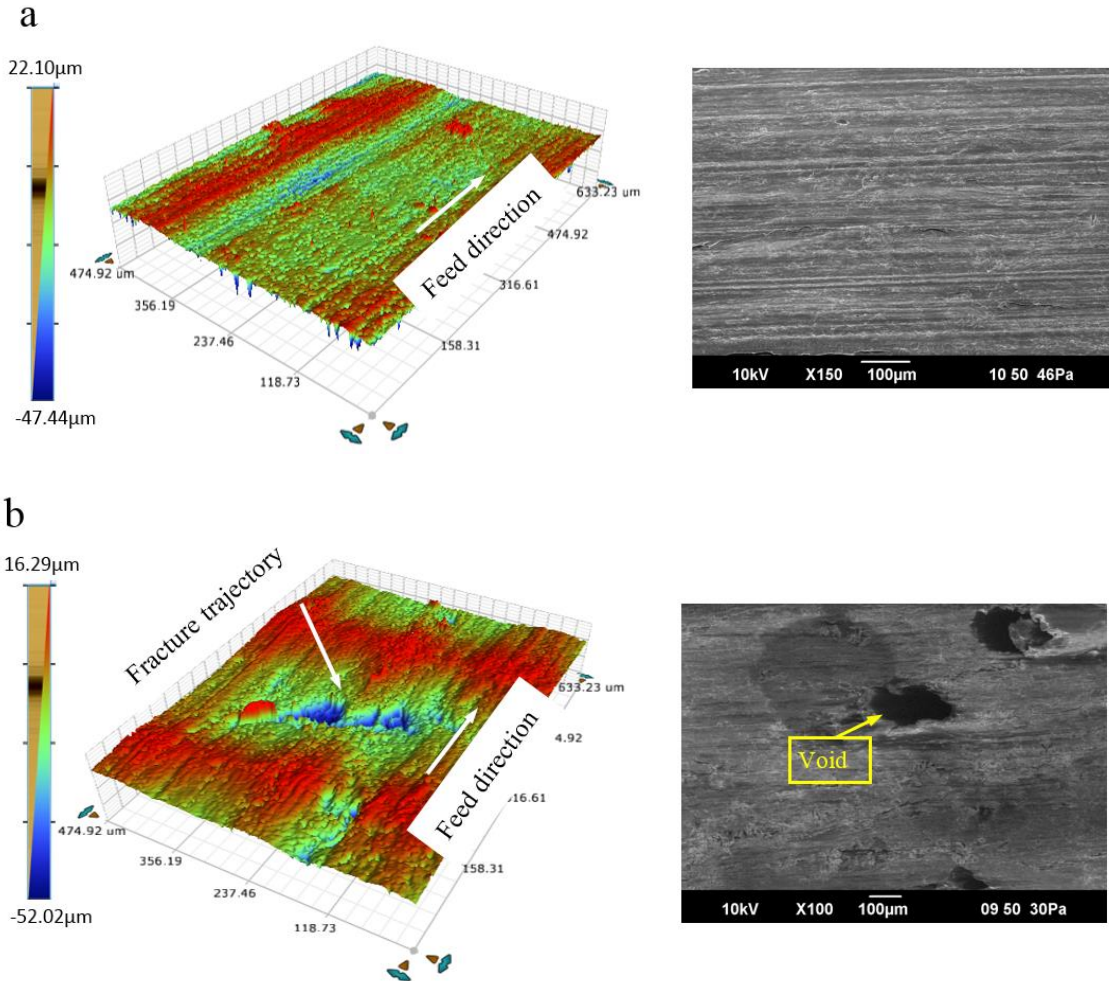 a
22.10µm
-47.44µm
474.92 um
356.19
237.46
118.73
Feed direction
633.23 um
474.92
316.61
158.31
10kV X150 100µm 10 50 46Pa
b
16.29µm
-52.02µm
Fracture trajectory
474.92 um
356.19
237.46
118.73
Feed direction
633.23 um
4.92
16.61
158.31
Void
10kV X100 100µm 09 50 30Pa